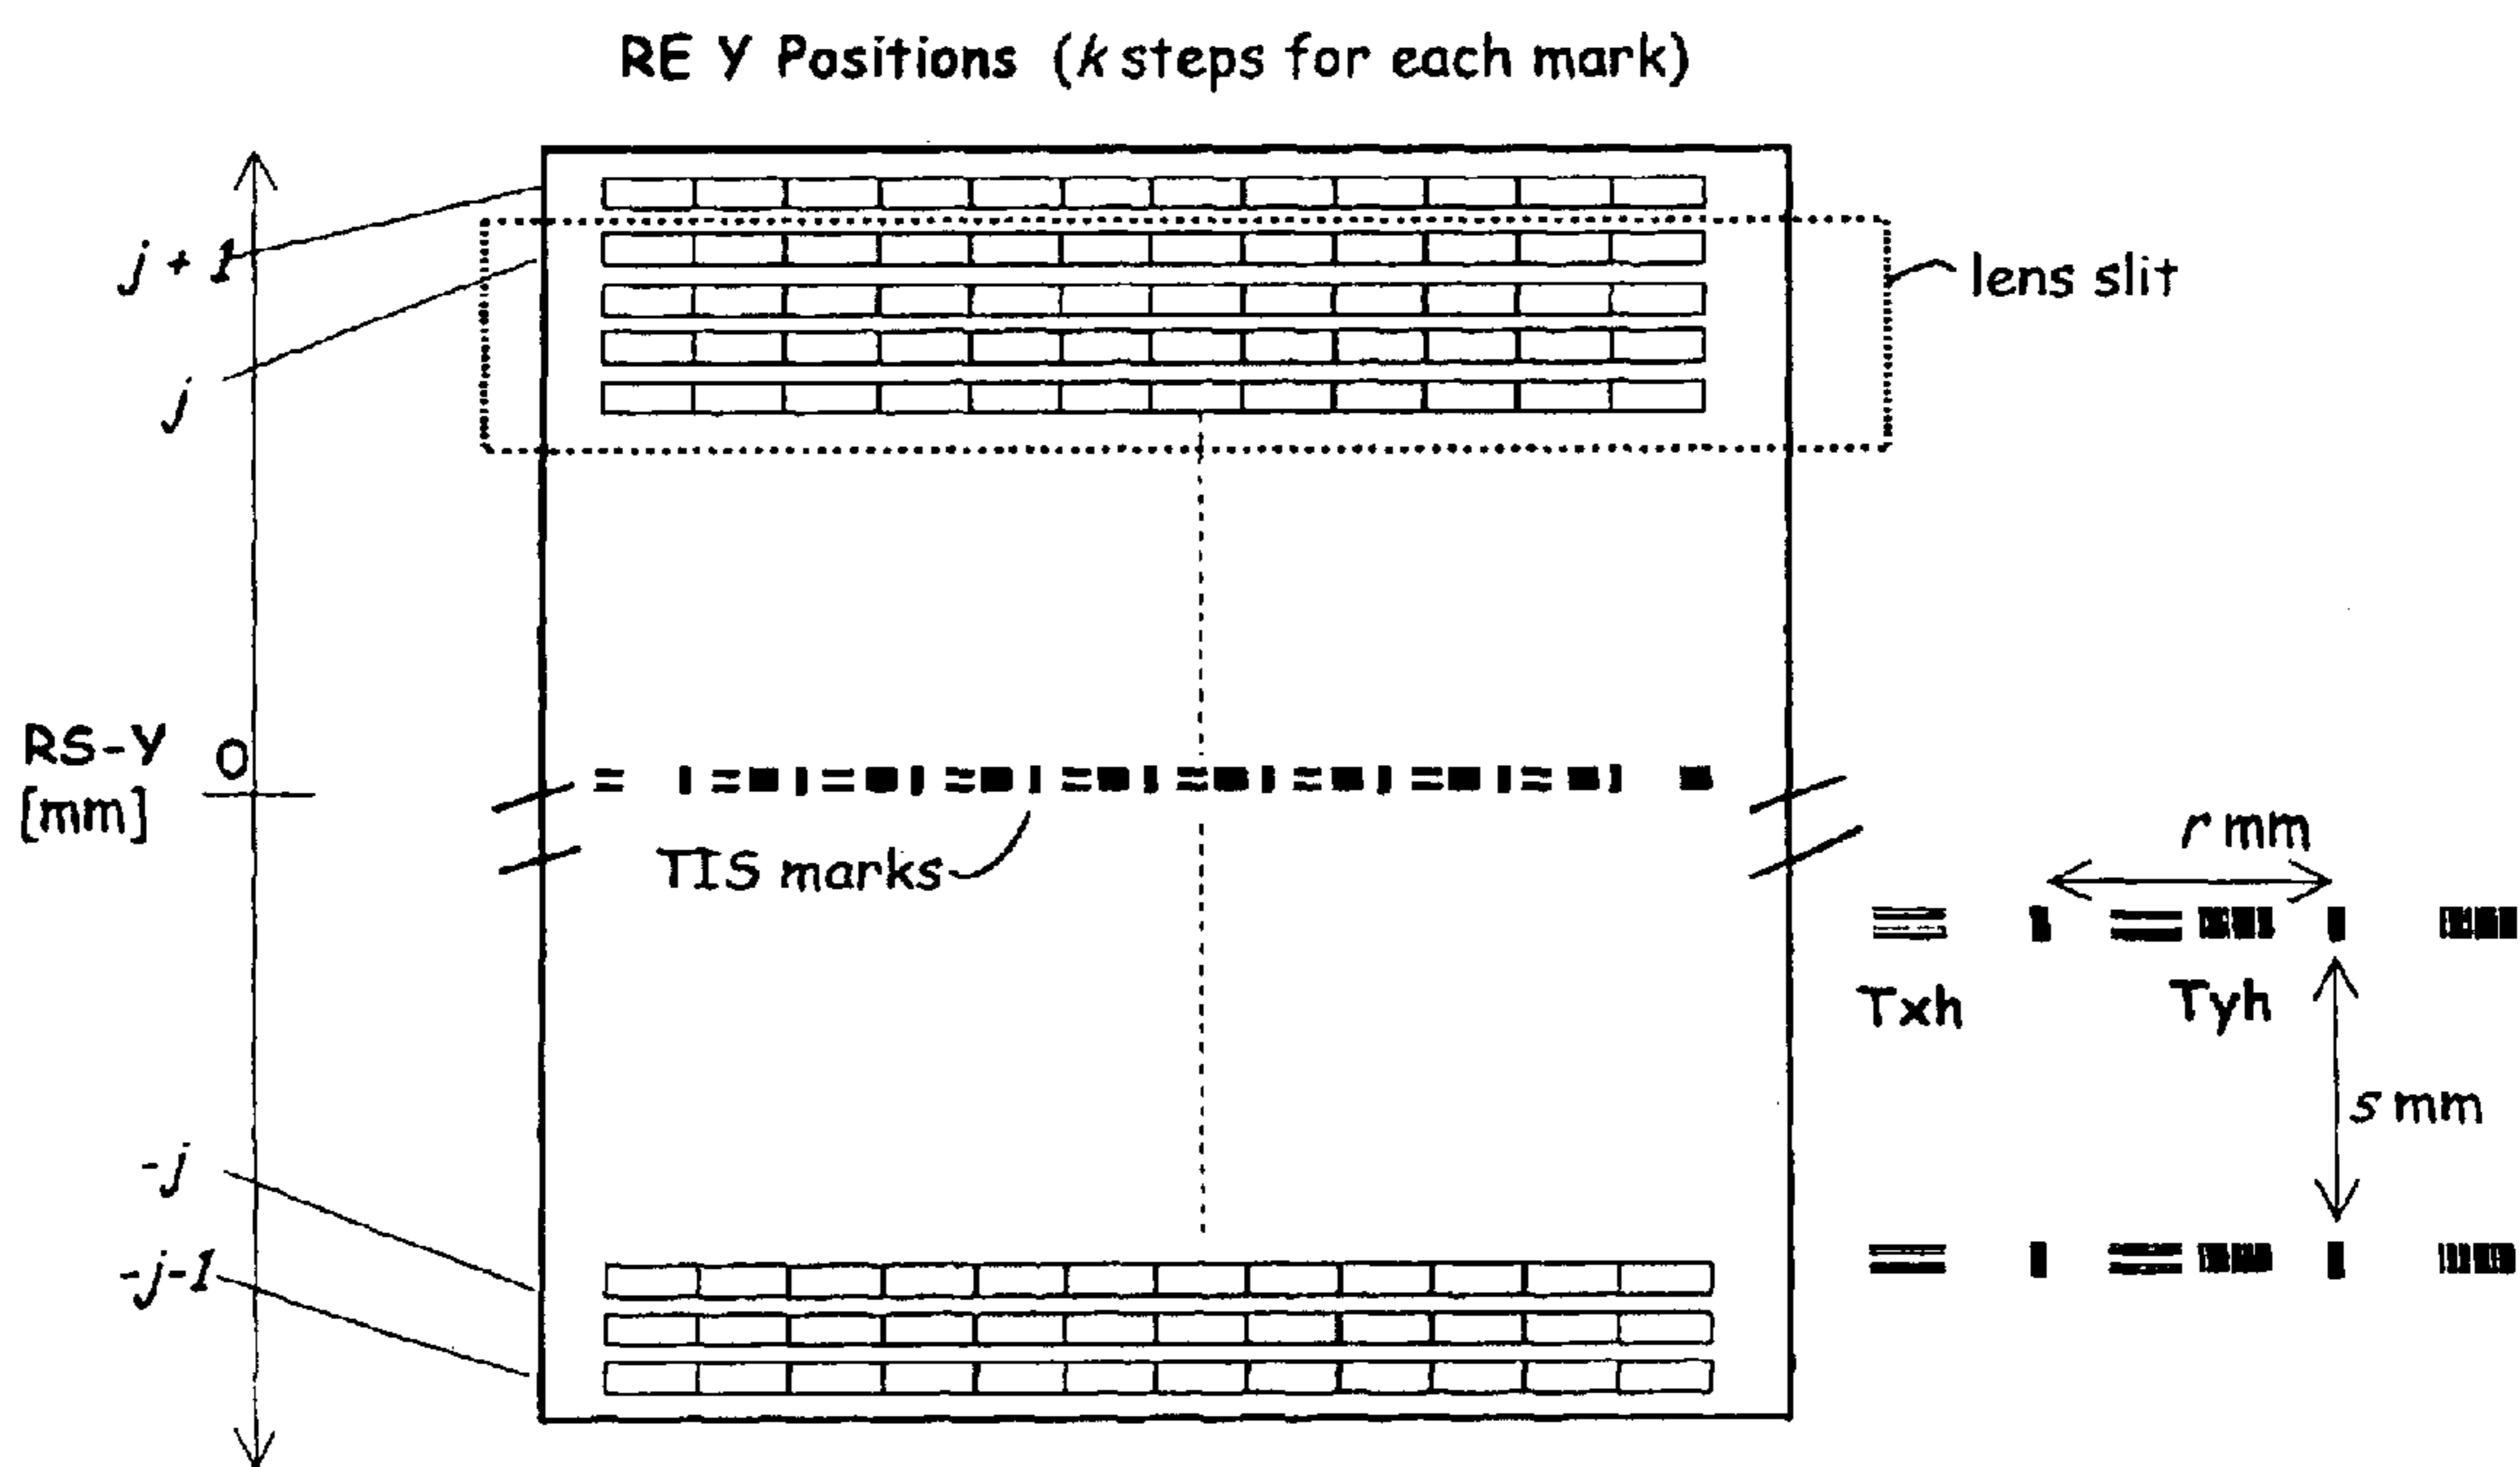 RE Y Positions (k steps for each mark)
j + 1
j
lens slit
RS-Y
[mm]
0
TIS marks
r mm
Txh
Tyh
s mm
-j
-j-1